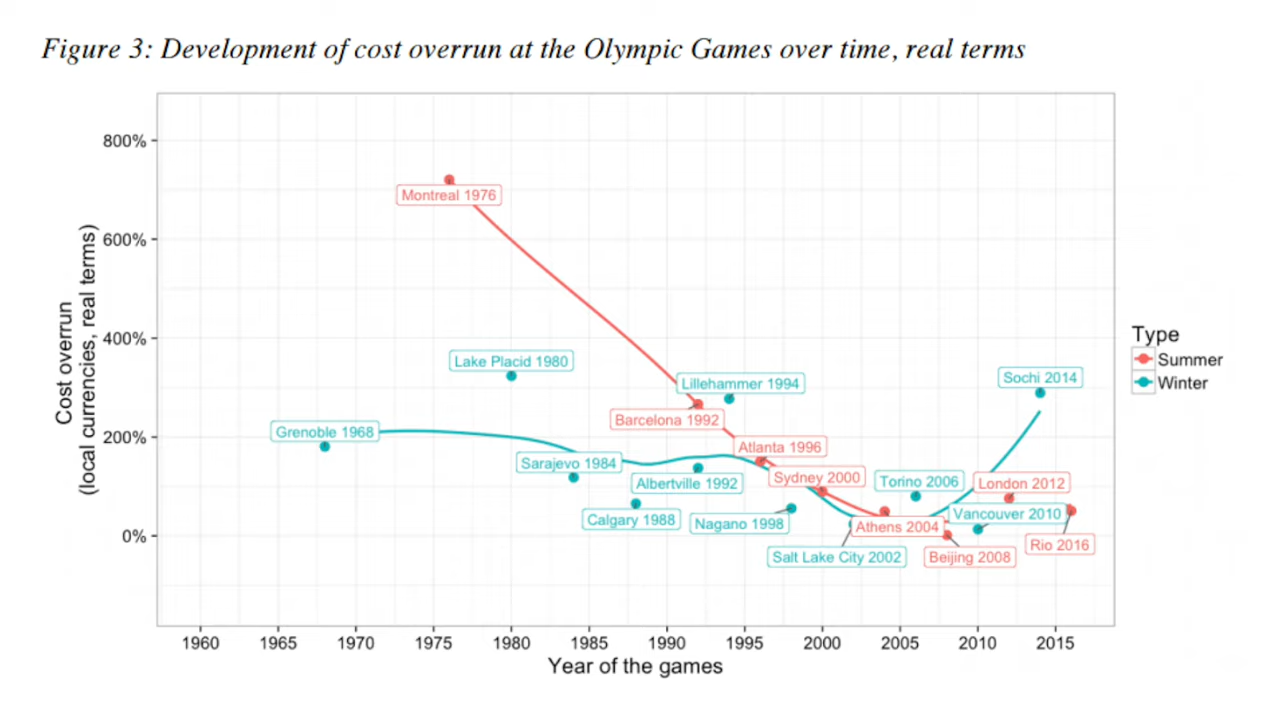 Figure 3: Development of cost overrun at the Olympic Games over time, real terms
Cost overrun
(local currencies, real terms)
800%
600%
400%
200%
0%
Montreal 1976
Lake Placid 1980
Lillehammer 1994
Sochi 2014
Barcelona 1992
Grenoble 1968
Atlanta 1996
Sarajevo 1984
Sydney 2000
Albertville 1992
Torino 2006
London 2012
Calgary 1988
Nagano 1998
Athens 2004
Vancouver 2010
Salt Lake City 2002
Beijing 2008
Rio 2016
1960
1965
1970
1975
1980
1985
1990
1995
2000
2005
2010
2015
Year of the games
Type
Summer
Winter